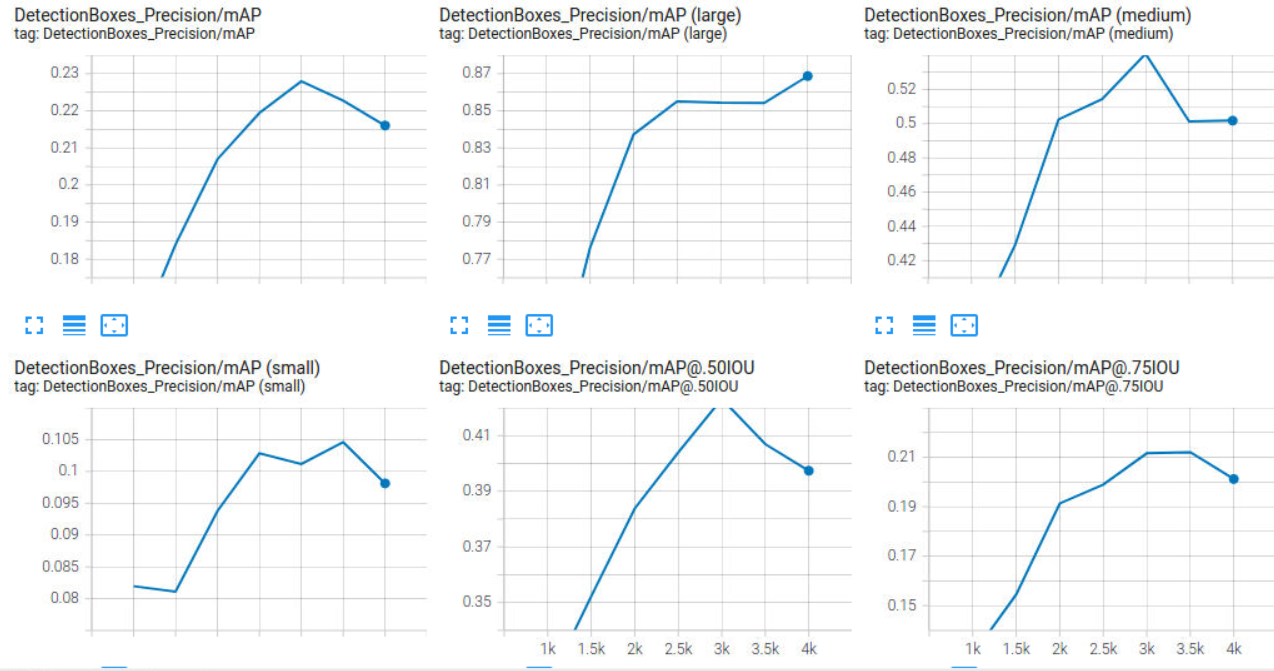 DetectionBoxes_Precision/mAP
tag: DetectionBoxes_Precision/mAP
0.23
0.22
0.21
0.2
0.19
0.18
DetectionBoxes_Precision/mAP (large)
tag: DetectionBoxes_Precision/mAP (large)
0.87
0.85
0.83
0.81
0.79
0.77
DetectionBoxes_Precision/mAP (medium)
tag: DetectionBoxes_Precision/mAP (medium)
0.52
0.5
0.48
0.46
0.44
0.42
DetectionBoxes_Precision/mAP (small)
tag: DetectionBoxes_Precision/mAP (small)
0.105
0.1
0.095
0.09
0.085
0.08
DetectionBoxes_Precision/mAP@.50IOU
tag: DetectionBoxes_Precision/mAP@.50IOU
0.41
0.39
0.37
0.35
1k 1.5k 2k 2.5k 3k 3.5k 4k
DetectionBoxes_Precision/mAP@.75IOU
tag: DetectionBoxes_Precision/mAP@.75IOU
0.21
0.19
0.17
0.15
1k 1.5k 2k 2.5k 3k 3.5k 4k